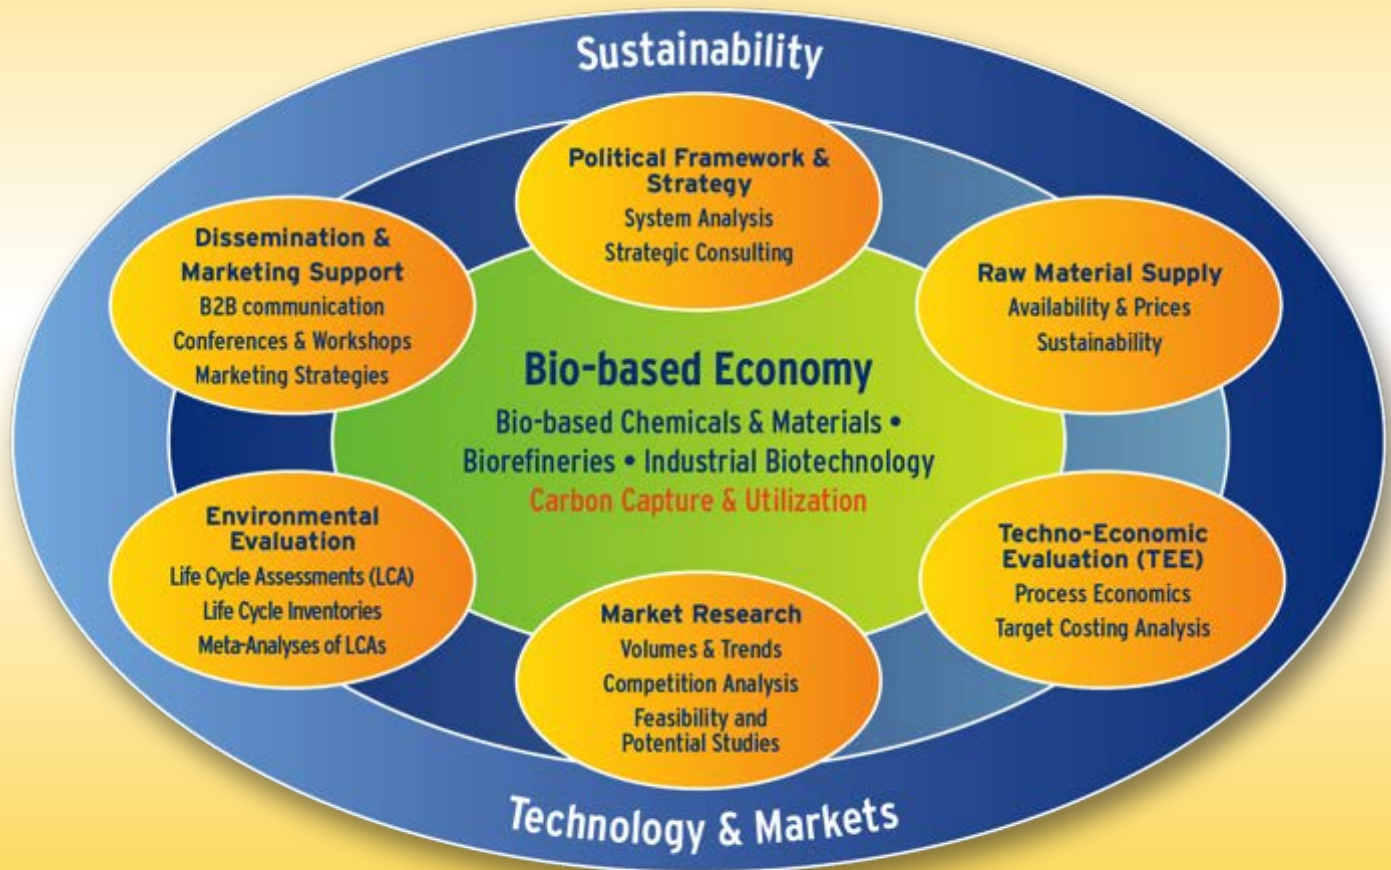 Sustainability
Political Framework &
Strategy
System Analysis
Strategic Consulting
Dissemination &
Marketing Support
B2B communication
Conferences & Workshops
Marketing Strategies
Raw Material Supply
Availability & Prices
Sustainability
Bio-based Economy
Bio-based Chemicals & Materials •
Biorefineries • Industrial Biotechnology
Carbon Capture & Utilization
Environmental
Evaluation
Life Cycle Assessments (LCA)
Life Cycle Inventories
Meta-Analyses of LCAs
Market Research
Volumes & Trends
Competition Analysis
Feasibility and
Potential Studies
Techno-Economic
Evaluation (TEE)
Process Economics
Target Costing Analysis
Technology & Markets